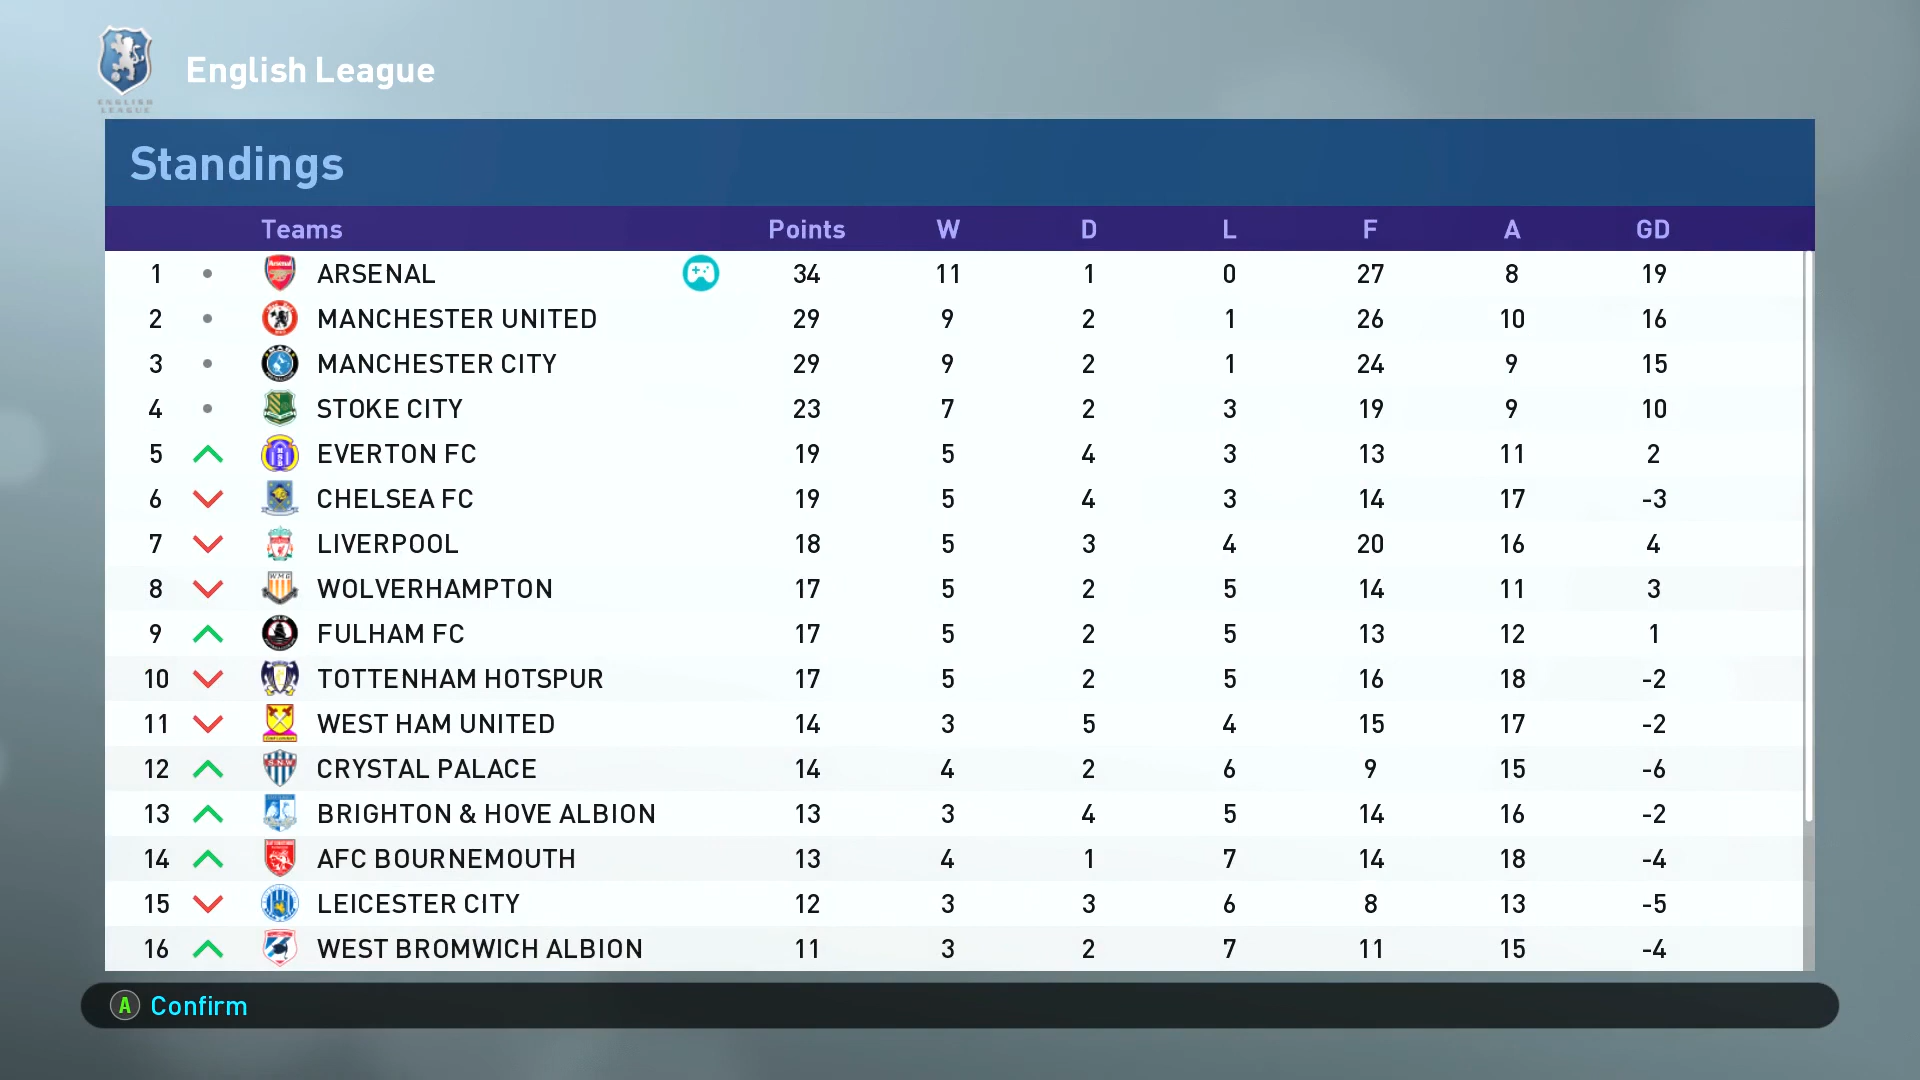 ENGLISH
LEAGUE
English League
Standings
Teams Points W D L F A GD
1 ARSENAL 34 11 1 0 27 8 19
2 MANCHESTER UNITED 29 9 2 1 26 10 16
3 MANCHESTER CITY 29 9 2 1 24 9 15
4 STOKE CITY 23 7 2 3 19 9 10
5 EVERTON FC 19 5 4 3 13 11 2
6 CHELSEA FC 19 5 4 3 14 17 -3
7 LIVERPOOL 18 5 3 4 20 16 4
8 WOLVERHAMPTON 17 5 2 5 14 11 3
9 FULHAM FC 17 5 2 5 13 12 1
10 TOTTENHAM HOTSPUR 17 5 2 5 16 18 -2
11 WEST HAM UNITED 14 3 5 4 15 17 -2
12 CRYSTAL PALACE 14 4 2 6 9 15 -6
13 BRIGHTON & HOVE ALBION 13 3 4 5 14 16 -2
14 AFC BOURNEMOUTH 13 4 1 7 14 18 -4
15 LEICESTER CITY 12 3 3 6 8 13 -5
16 WEST BROMWICH ALBION 11 3 2 7 11 15 -4
A Confirm